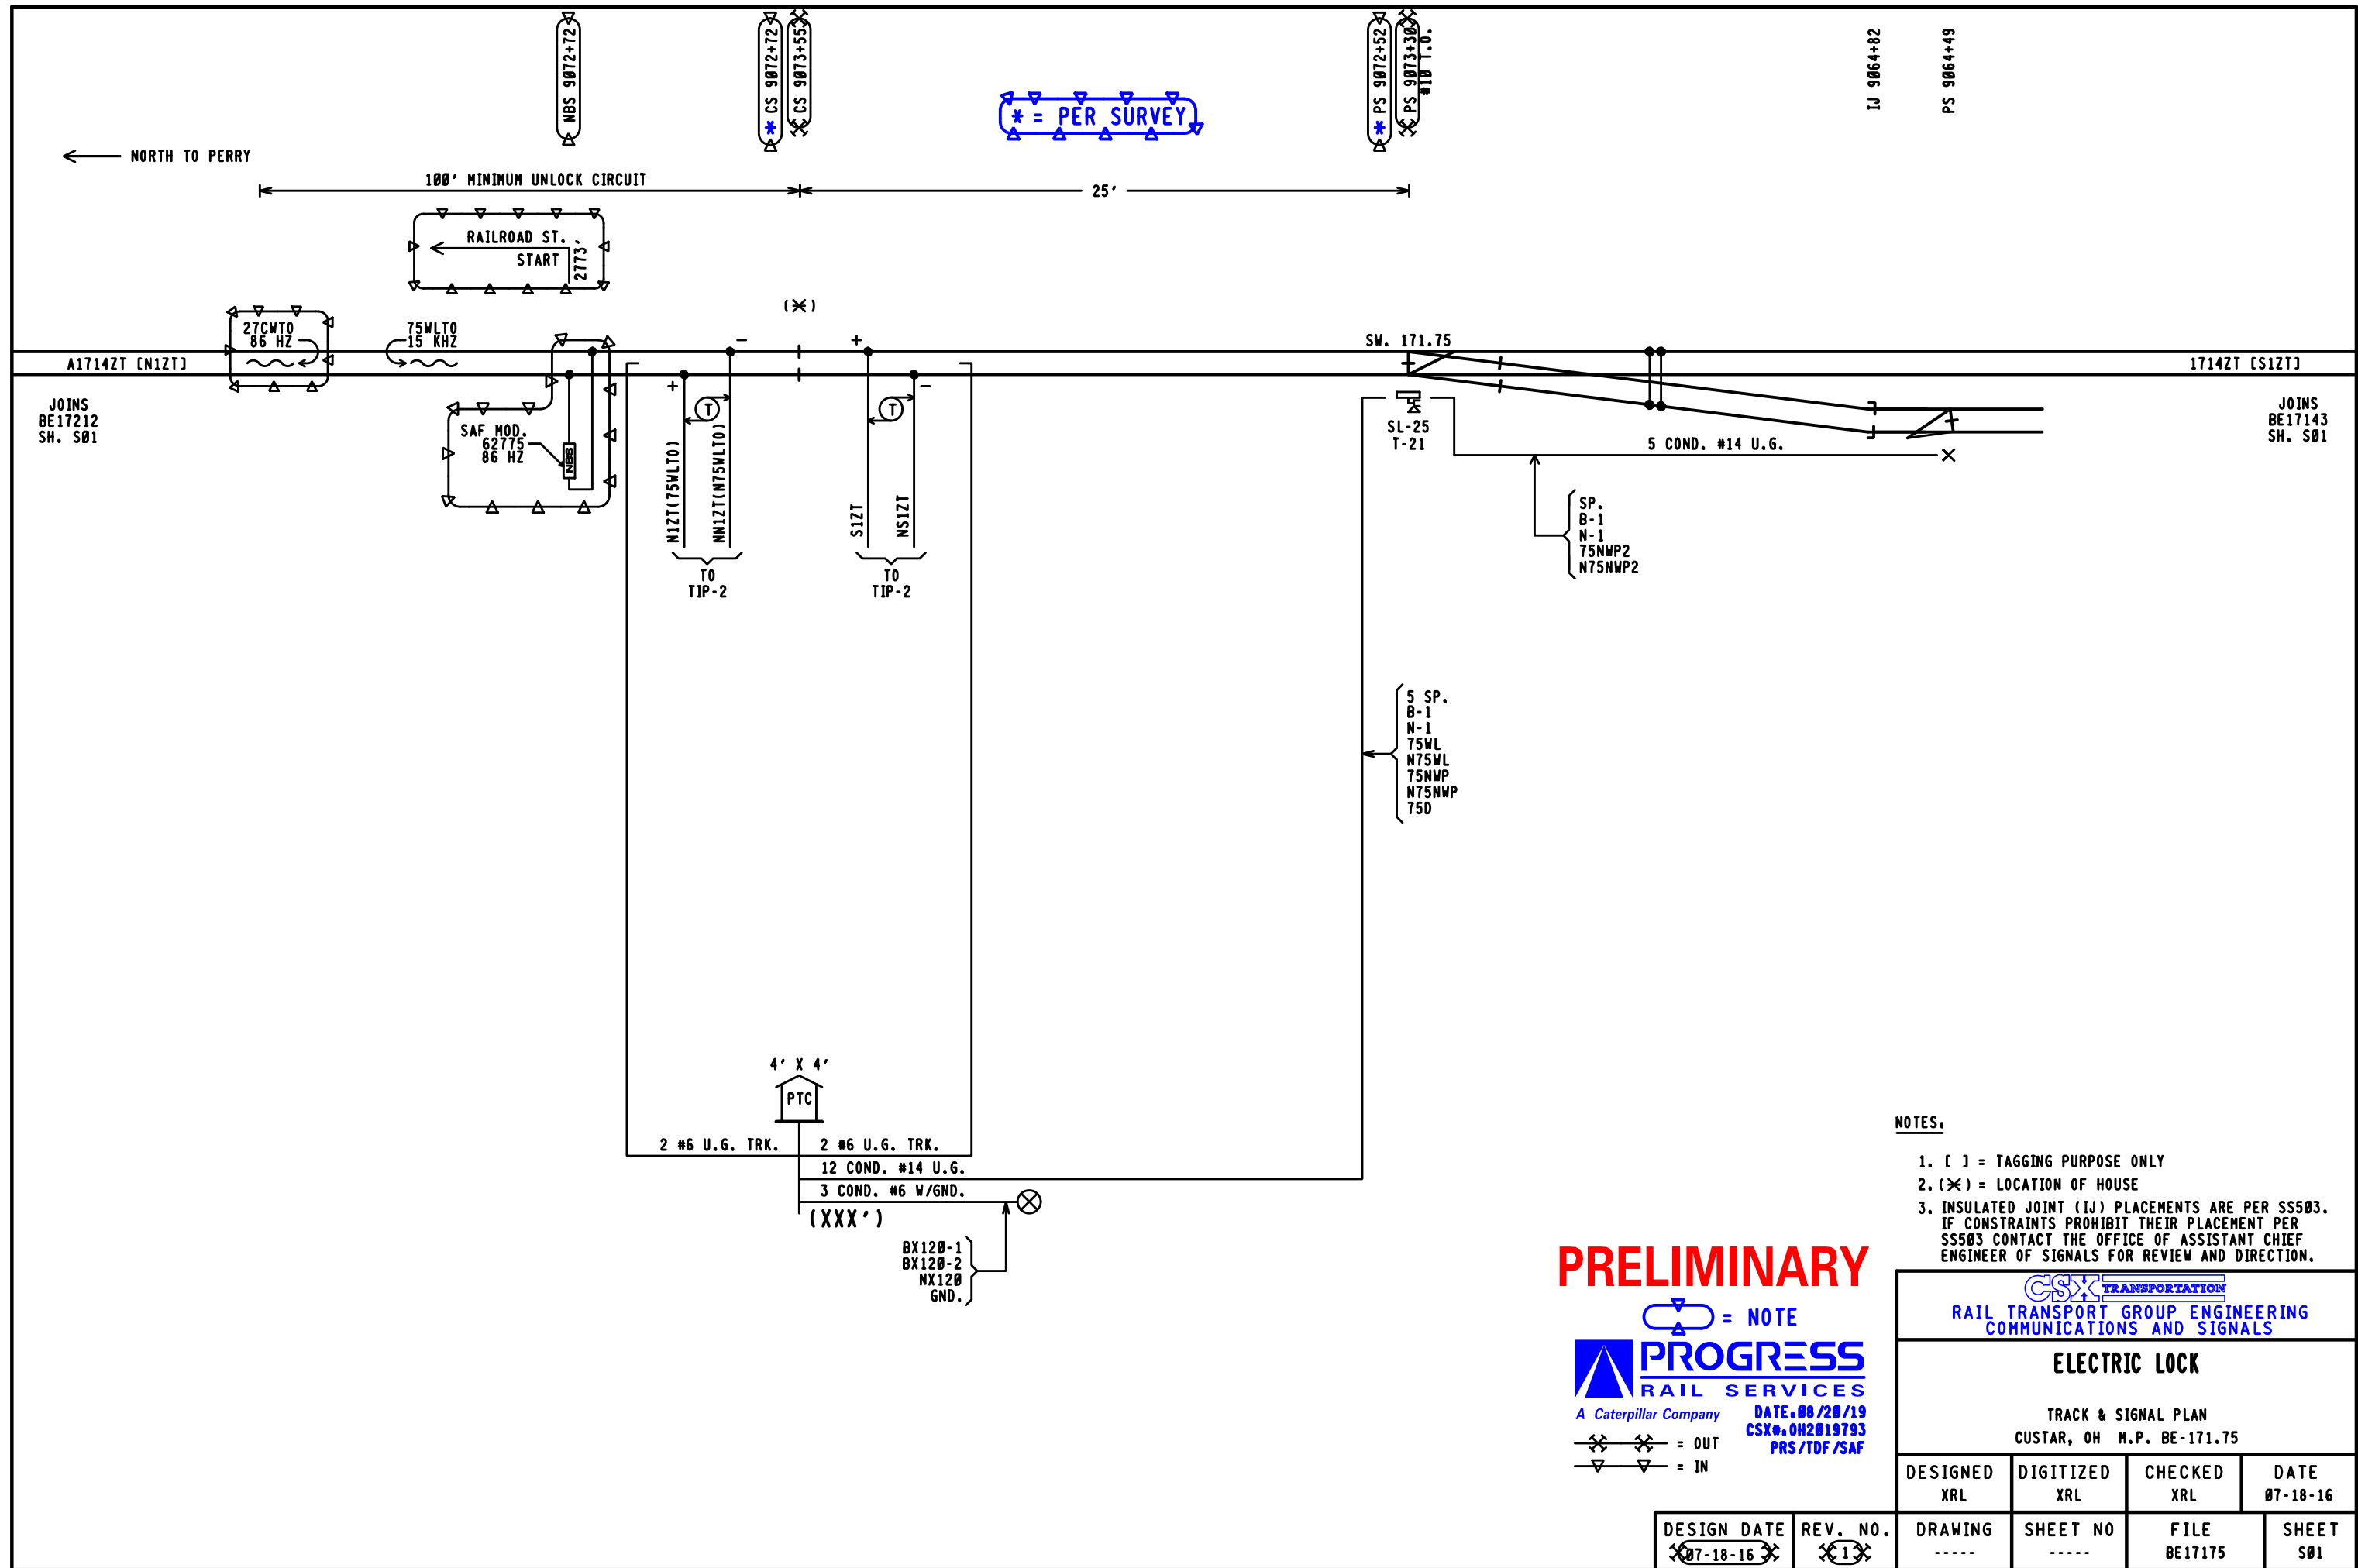 NBS 9072+72
* CS 9072+72
CS 9073+55
* = PER SURVEY
* PS 9072+52
PS 9073+30
#10 T.O.
IJ 9064+82
PS 9064+49
NORTH TO PERRY
100' MINIMUM UNLOCK CIRCUIT
25'
RAILROAD ST.
START
2773'
27CWTO
86 HZ
75WLTO
15 KHZ
SW. 171.75
A1714ZT [N1ZT]
1714ZT [S1ZT]
JOINS
BE17212
SH. S01
JOINS
BE17143
SH. S01
SAF MOD.
62775
86 HZ
NBS
T
T
N1ZT(75WLTO)
NN1ZT(N75WLTO)
S1ZT
NS1ZT
TO
TIP-2
TO
TIP-2
SL-25
T-21
5 COND. #14 U.G.
SP.
B-1
N-1
75NWP2
N75NWP2
5 SP.
B-1
N-1
75WL
N75WL
75NWP
N75NWP
75D
4' X 4'
PTC
2 #6 U.G. TRK.
2 #6 U.G. TRK.
12 COND. #14 U.G.
3 COND. #6 W/GND.
(XXX')
BX120-1
BX120-2
NX120
GND.
NOTES:
1. [ ] = TAGGING PURPOSE ONLY
2. (✳) = LOCATION OF HOUSE
3. INSULATED JOINT (IJ) PLACEMENTS ARE PER SS503.
IF CONSTRAINTS PROHIBIT THEIR PLACEMENT PER
SS503 CONTACT THE OFFICE OF ASSISTANT CHIEF
ENGINEER OF SIGNALS FOR REVIEW AND DIRECTION.
PRELIMINARY
= NOTE
PROGRESS
RAIL SERVICES
A Caterpillar Company
DATE:08/20/19
CSX#:OH2019793
PRS/TDF/SAF
= OUT
= IN
CSX TRANSPORTATION
RAIL TRANSPORT GROUP ENGINEERING
COMMUNICATIONS AND SIGNALS
ELECTRIC LOCK
TRACK & SIGNAL PLAN
CUSTAR, OH M.P. BE-171.75
DESIGNED DIGITIZED CHECKED DATE
XRL XRL XRL 07-18-16
DESIGN DATE REV. NO. DRAWING SHEET NO FILE SHEET
07-18-16 1 ----- ----- BE17175 S01